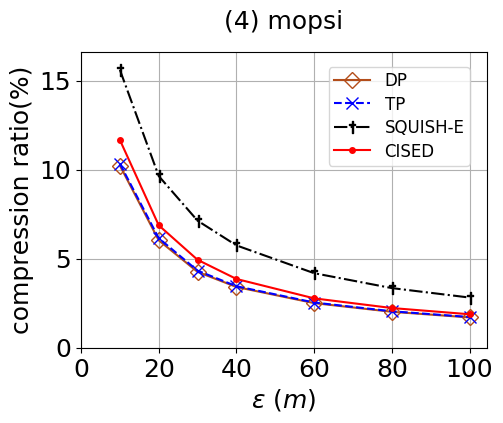 (4) mopsi
compression ratio(%)
15
10
5
0
DP
TP
SQUISH-E
CISED
0 20 40 60 80 100
ε (m)